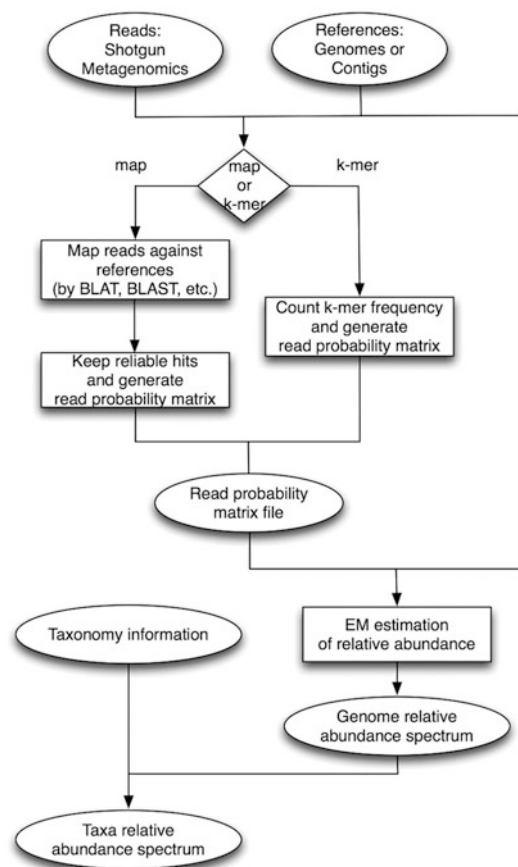 Reads:
Shotgun
Metagenomics
References:
Genomes or
Contigs
map
k-mer
map
or
k-mer
Map reads against
references
(by BLAT, BLAST, etc.)
Count k-mer frequency
and generate
read probability matrix
Keep reliable hits
and generate
read probability matrix
Read probability
matrix file
Taxonomy information
EM estimation
of relative abundance
Genome relative
abundance spectrum
Taxa relative
abundance spectrum